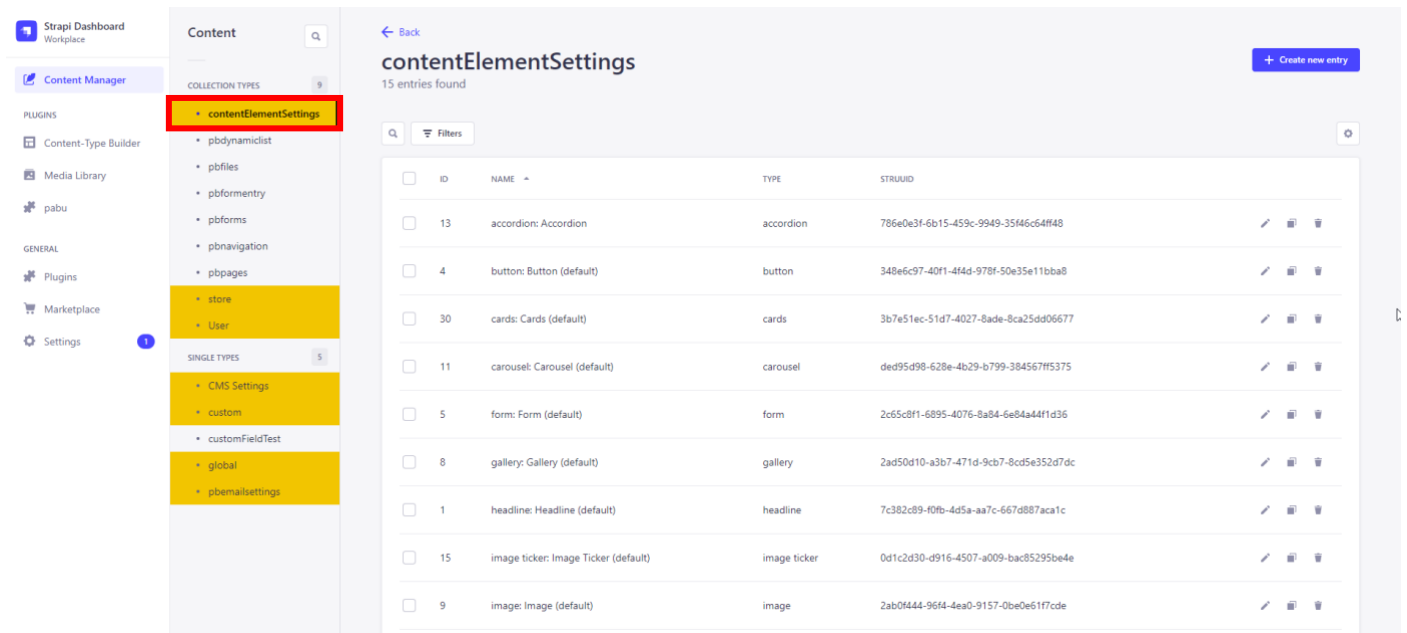 Strapi Dashboard
Workplace
Content Manager
PLUGINS
Content-Type Builder
Media Library
pabu
GENERAL
Plugins
Marketplace
Settings
1
Content
COLLECTION TYPES 9
contentElementSettings
pbdynamiclist
pbfiles
pbformentry
pbforms
pbnavigation
pbpages
store
User
SINGLE TYPES 5
CMS Settings
custom
customFieldTest
global
pbemailsettings
Back
contentElementSettings
15 entries found
Create new entry
Filters
ID NAME TYPE STRUUID
13 accordion: Accordion accordion 786e0e3f-6b15-459c-9949-35f46c64ff48
4 button: Button (default) button 348e6c97-40f1-4f4d-978f-50e35e11bba8
30 cards: Cards (default) cards 3b7e51ec-51d7-4027-8ade-8ca25dd06677
11 carousel: Carousel (default) carousel ded95d98-628e-4b29-b799-384567ff5375
5 form: Form (default) form 2c65c8f1-6895-4076-8a84-6e84a44f1d36
8 gallery: Gallery (default) gallery 2ad50d10-a3b7-471d-9cb7-8cd5e352d7dc
1 headline: Headline (default) headline 7c382c89-f0fb-4d5a-aa7c-667d887aca1c
15 image ticker: Image Ticker (default) image ticker 0d1c2d30-d916-4507-a009-bac85295be4e
9 image: Image (default) image 2ab0f444-96f4-4ea0-9157-0be0e61f7cde